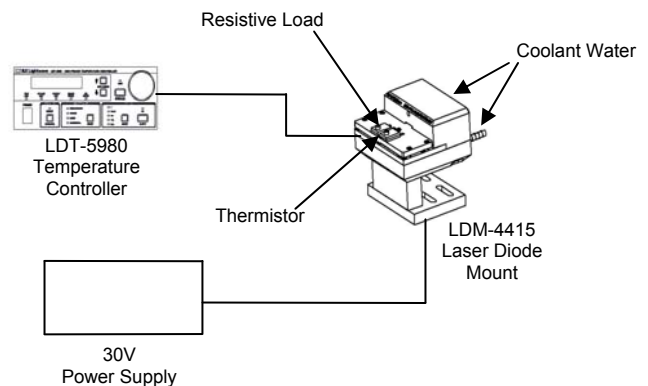 Resistive Load
Coolant Water
LDT-5980
Temperature
Controller
Thermistor
LDM-4415
Laser Diode
Mount
30V
Power Supply